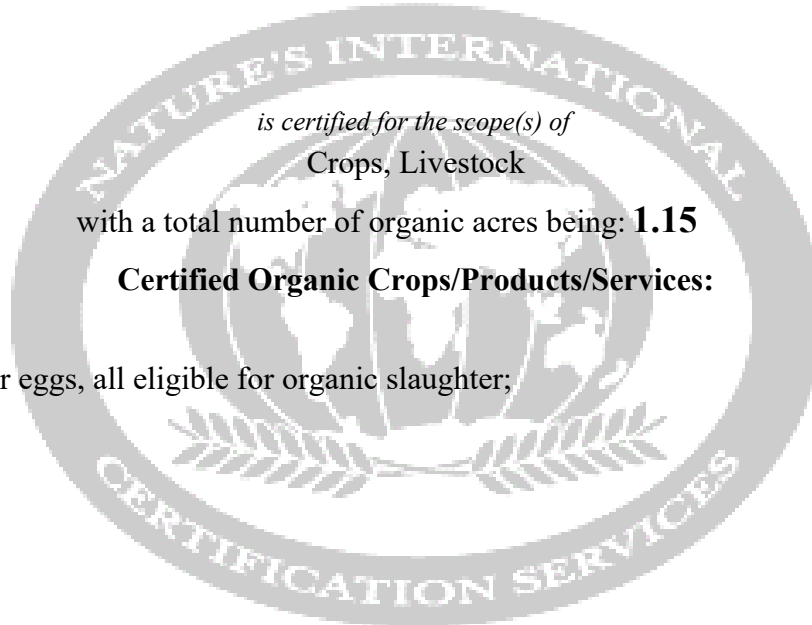 NATURE'S INTERNATIONAL
is certified for the scope(s) of
Crops, Livestock
with a total number of organic acres being: 1.15
Certified Organic Crops/Products/Services:
r eggs, all eligible for organic slaughter;
CERTIFICATION SERVICES